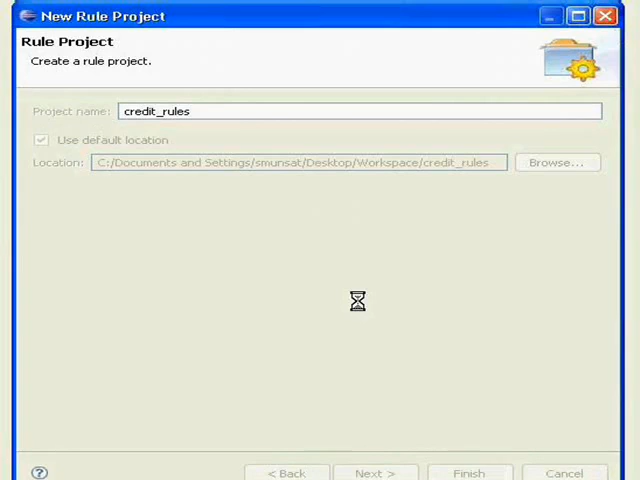 New Rule Project
Rule Project
Create a rule project.
Project name: credit_rules
Use default location
Location: C:/Documents and Settings/smunsat/Desktop/Workspace/credit_rules Browse...
? < Back Next > Finish Cancel